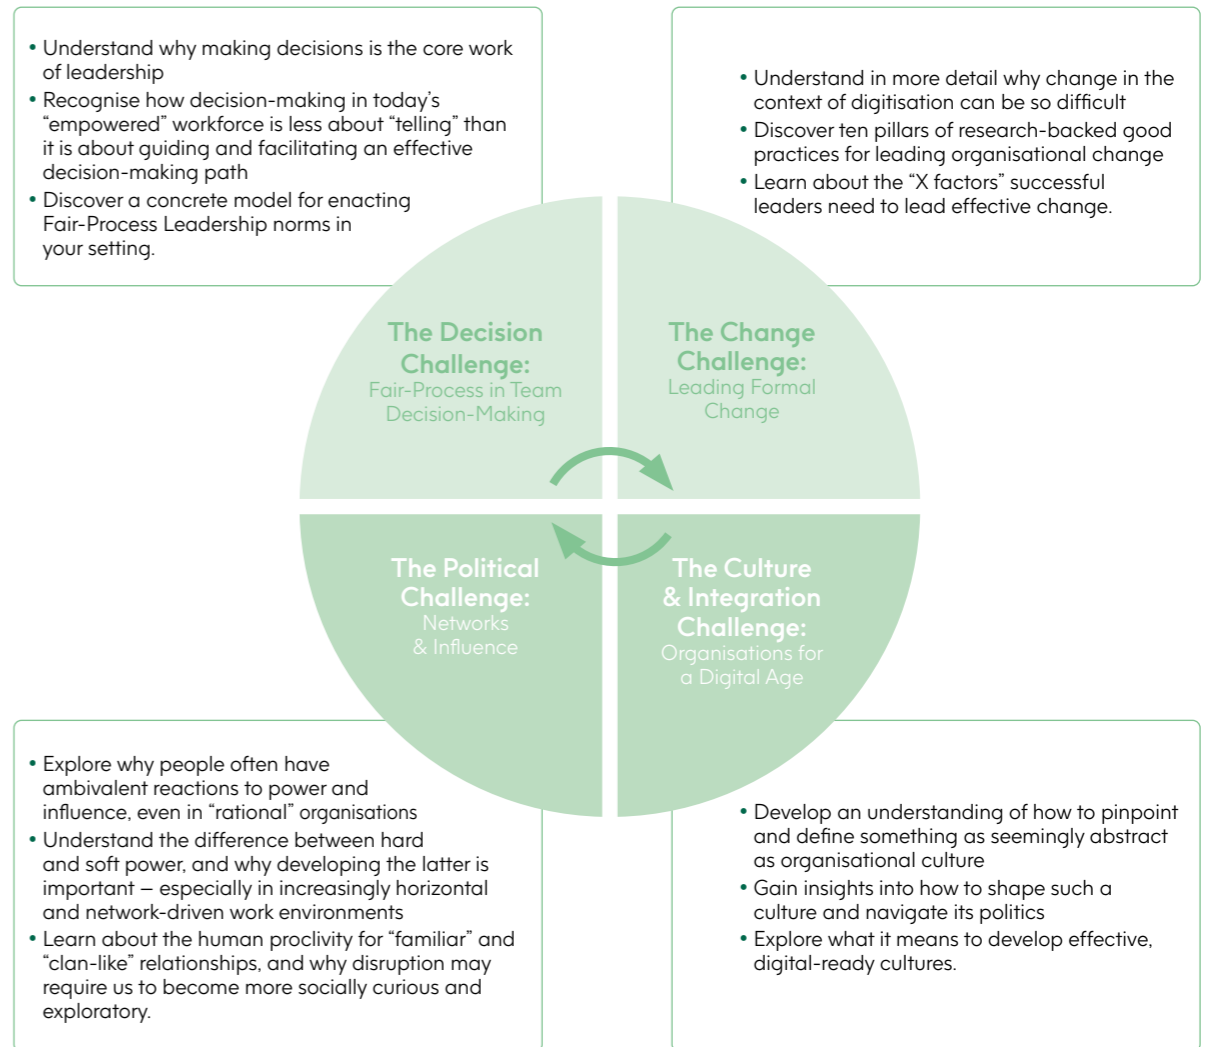 • Understand why making decisions is the core work
of leadership
• Recognise how decision-making in today’s
“empowered” workforce is less about “telling” than
it is about guiding and facilitating an effective
decision-making path
• Discover a concrete model for enacting
Fair-Process Leadership norms in
your setting.
• Understand in more detail why change in the
context of digitisation can be so difficult
• Discover ten pillars of research-backed good
practices for leading organisational change
• Learn about the “X factors” successful
leaders need to lead effective change.
The Decision
Challenge:
Fair-Process in Team
Decision-Making
The Change
Challenge:
Leading Formal
Change
The Political
Challenge:
Networks
& Influence
The Culture
& Integration
Challenge:
Organisations for
a Digital Age
• Explore why people often have
ambivalent reactions to power and
influence, even in “rational” organisations
• Understand the difference between hard
and soft power, and why developing the latter is
important – especially in increasingly horizontal
and network-driven work environments
• Learn about the human proclivity for “familiar” and
“clan-like” relationships, and why disruption may
require us to become more socially curious and
exploratory.
• Develop an understanding of how to pinpoint
and define something as seemingly abstract
as organisational culture
• Gain insights into how to shape such a
culture and navigate its politics
• Explore what it means to develop effective,
digital-ready cultures.